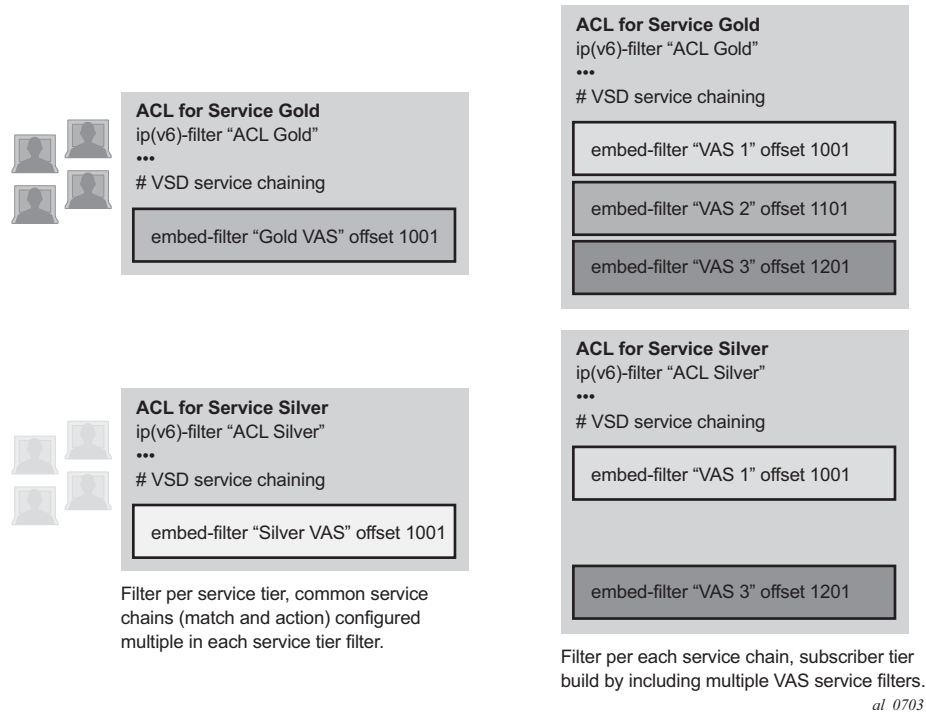 ACL for Service Gold
ip(v6)-filter “ACL Gold”
•••
# VSD service chaining
embed-filter “Gold VAS” offset 1001
ACL for Service Silver
ip(v6)-filter “ACL Silver”
•••
# VSD service chaining
embed-filter “Silver VAS” offset 1001
Filter per service tier, common service
chains (match and action) configured
multiple in each service tier filter.
ACL for Service Gold
ip(v6)-filter “ACL Gold”
•••
# VSD service chaining
embed-filter “VAS 1” offset 1001
embed-filter “VAS 2” offset 1101
embed-filter “VAS 3” offset 1201
ACL for Service Silver
ip(v6)-filter “ACL Silver”
•••
# VSD service chaining
embed-filter “VAS 1” offset 1001
embed-filter “VAS 3” offset 1201
Filter per each service chain, subscriber tier
build by including multiple VAS service filters.
al_0703